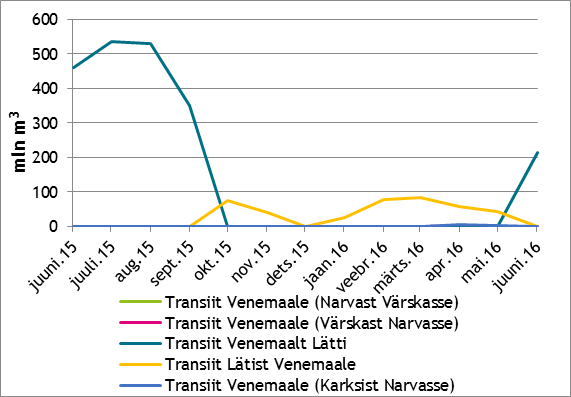 600
500
400
300
200
100
0
mln m³
juuni.15
juuli.15
aug.15
sept.15
okt.15
nov.15
dets.15
jaan.16
veebr.16
märts.16
apr.16
mai.16
juuni.16
Transiit Venemaale (Narvast Värskasse)
Transiit Venemaale (Värskast Narvasse)
Transiit Venemaalt Lätti
Transiit Lätist Venemaale
Transiit Venemaale (Karksist Narvasse)